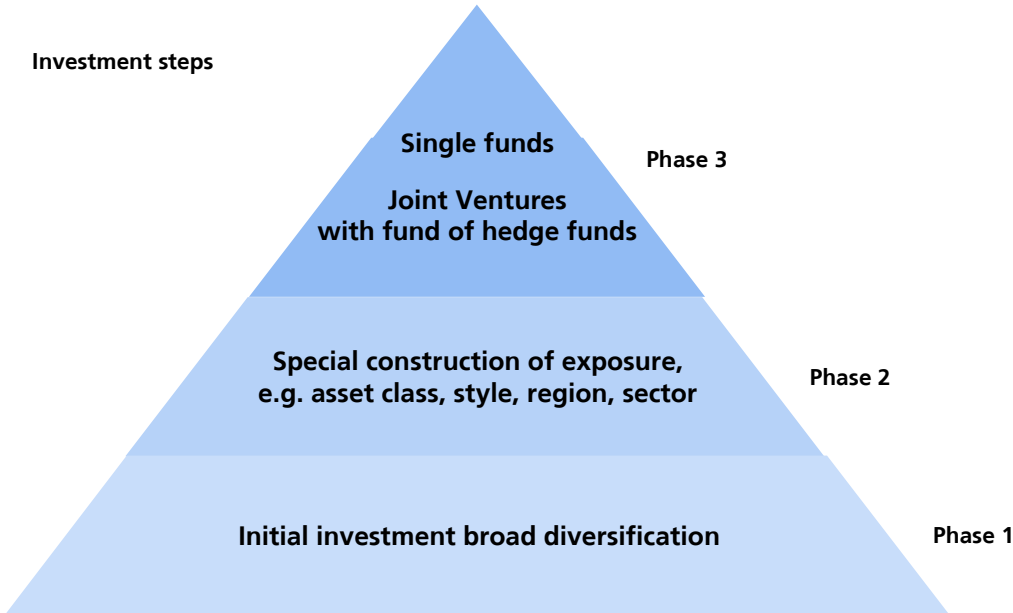 Investment steps
Single funds
Phase 3
Joint Ventures
with fund of hedge funds
Special construction of exposure,
e.g. asset class, style, region, sector
Phase 2
Initial investment broad diversification
Phase 1